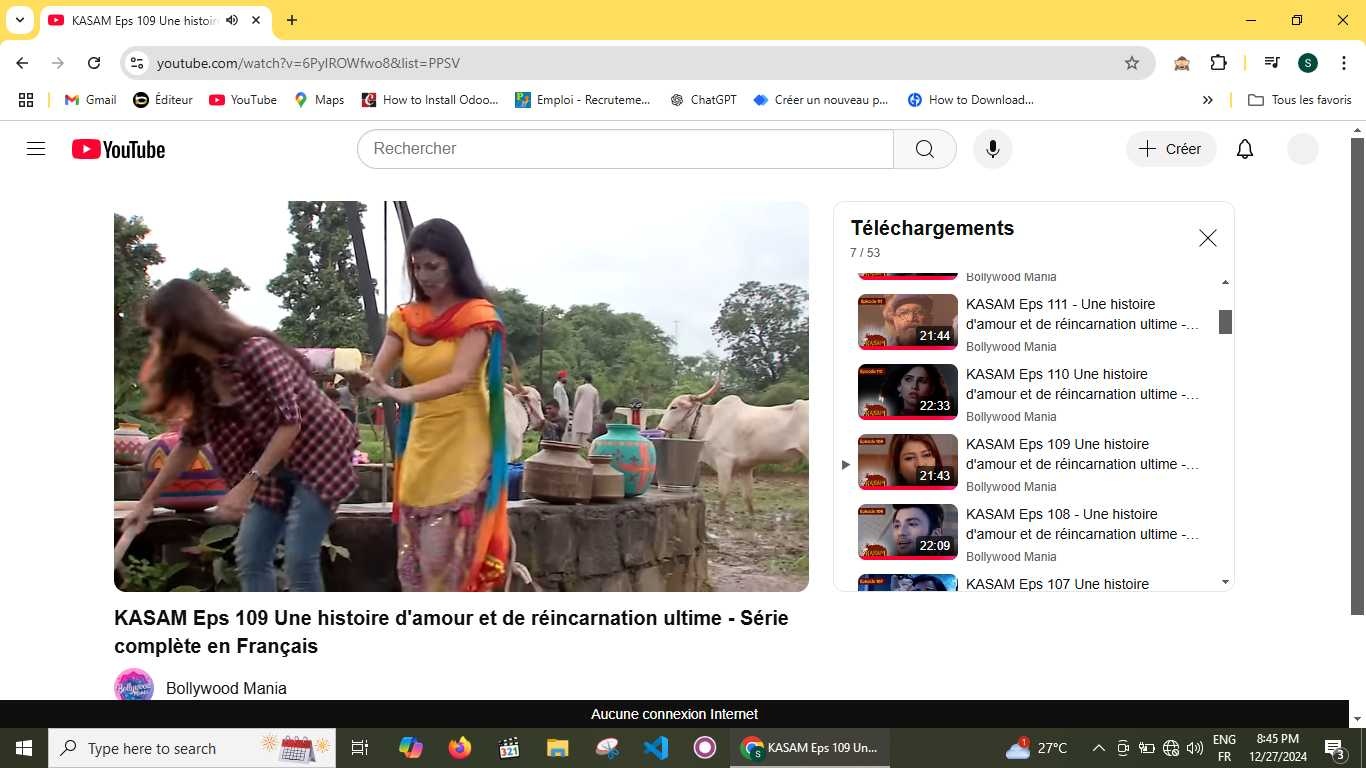 KASAM Eps 109 Une histoir
youtube.com/watch?v=6PyIROWfwo8&list=PPSV
S
Gmail
Éditeur
YouTube
Maps
How to Install Odoo...
Emploi - Recruteme...
ChatGPT
Créer un nouveau p...
How to Download...
Tous les favoris
YouTube
Rechercher
Créer
Téléchargements
7 / 53
Bollywood Mania
21:44
KASAM Eps 111 - Une histoire
d'amour et de réincarnation ultime -...
Bollywood Mania
22:33
KASAM Eps 110 Une histoire
d'amour et de réincarnation ultime -...
Bollywood Mania
21:43
KASAM Eps 109 Une histoire
d'amour et de réincarnation ultime -...
Bollywood Mania
22:09
KASAM Eps 108 - Une histoire
d'amour et de réincarnation ultime -...
Bollywood Mania
KASAM Eps 107 Une histoire
KASAM Eps 109 Une histoire d'amour et de réincarnation ultime - Série
complète en Français
Bollywood Mania
Aucune connexion Internet
Type here to search
321
KASAM Eps 109 Un...
1
27°C
ENG
FR
8:45 PM
12/27/2024
3